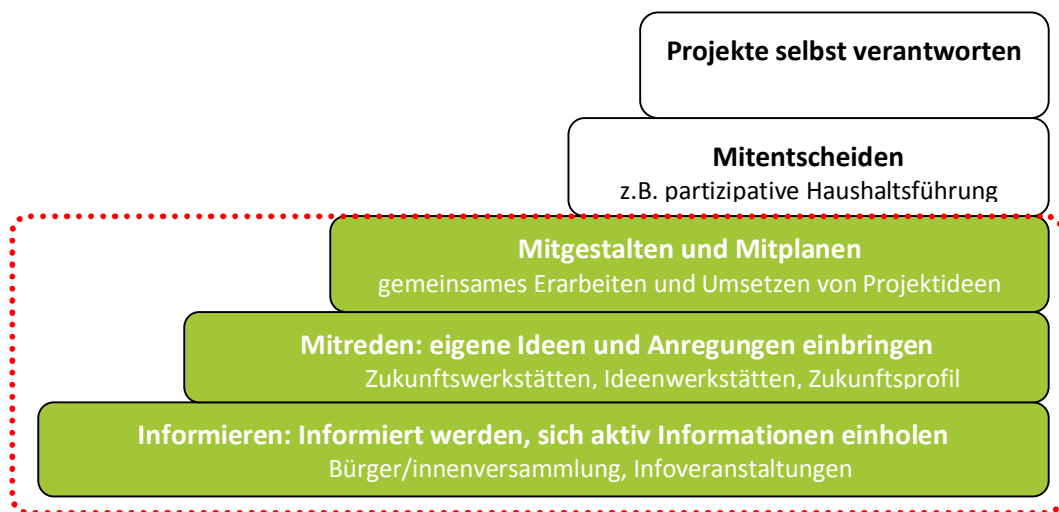 Projekte selbst verantworten
Mitentscheiden
z.B. partizipative Haushaltsführung
Mitgestalten und Mitplanen
gemeinsames Erarbeiten und Umsetzen von Projektideen
Mitreden: eigene Ideen und Anregungen einbringen
Zukunftswerkstätten, Ideenwerkstätten, Zukunftsprofil
Informieren: Informiert werden, sich aktiv Informationen einholen
Bürger/innenversammlung, Infoveranstaltungen